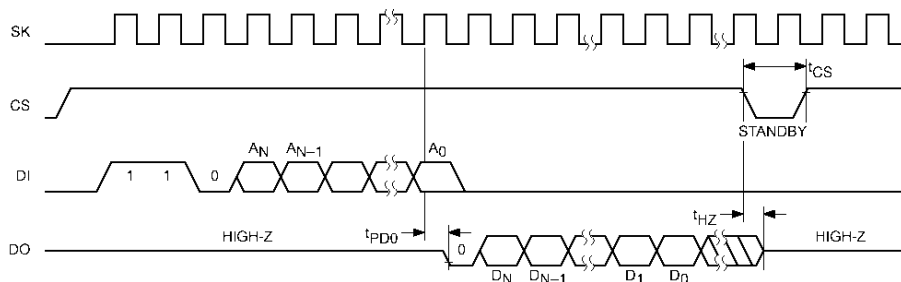 SK
CS
t_CS
STANDBY
DI
1 1 0 A_N A_N–1 A_0
t_PD0
t_HZ
DO
HIGH-Z
0
HIGH-Z
D_N D_N–1 D_1 D_0